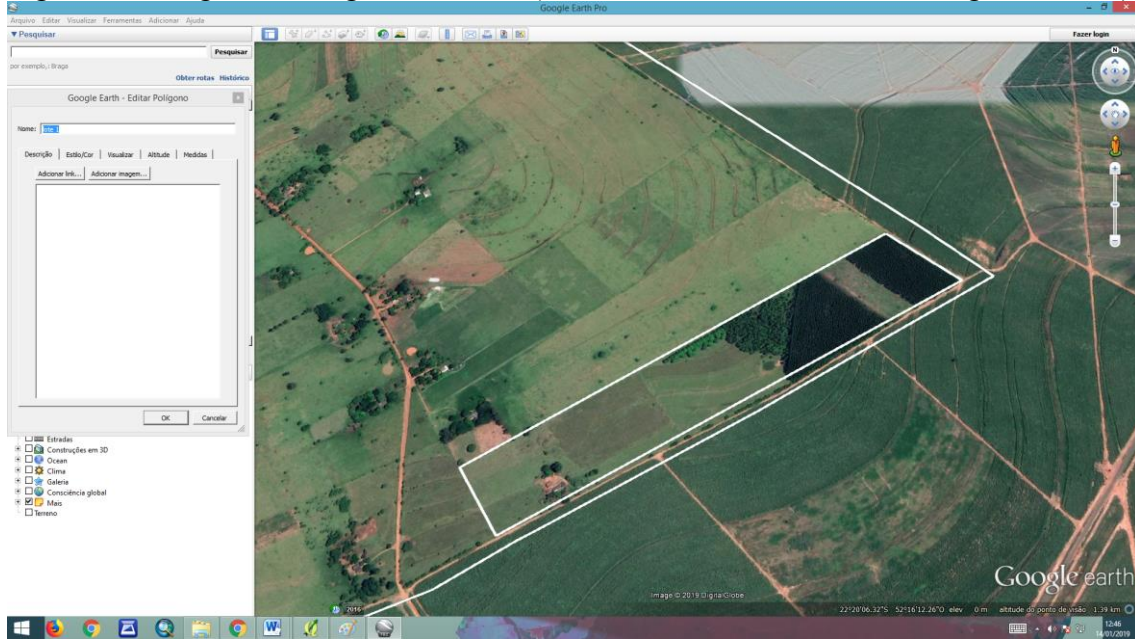 Google Earth Pro
Arquivo Editar Visualizar Ferramentas Adicionar Ajuda
▼ Pesquisar
Fazer login
Pesquisar
por exemplo,: Braga
Obter rotas Histórico
Google Earth - Editar Polígono
Nome: lote 1
Descrição Estilo/Cor Visualizar Altitude Medidas
Adicionar link... Adicionar imagem...
OK Cancelar
Estradas
Construções em 3D
Ocean
Clima
Galeria
Consciência global
Mais
Terreno
N
Google earth
Image © 2019 DigitalGlobe
2016
22°20'06.32"S 52°16'12.26"O elev 0 m altitude do ponto de visão 1.39 km
12:46
14/01/2019